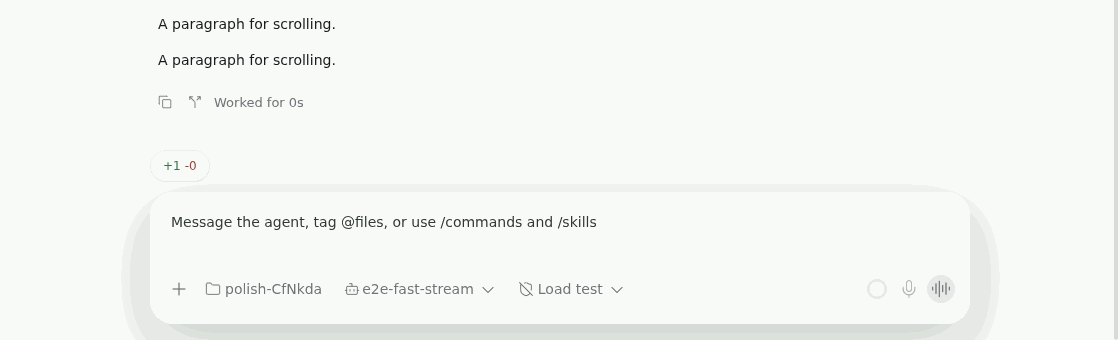 A paragraph for scrolling.
A paragraph for scrolling.
Worked for 0s
+1 -0
Message the agent, tag @files, or use /commands and /skills
polish-CfNkda e2e-fast-stream Load test